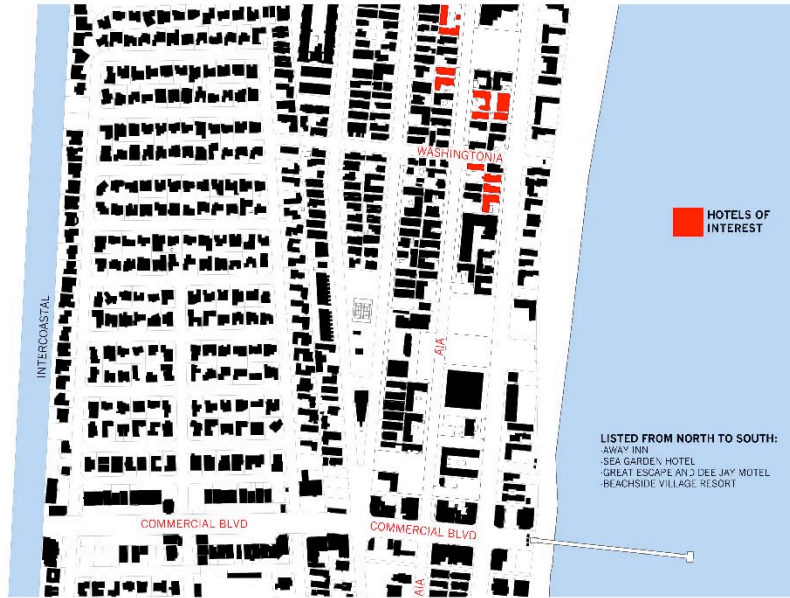 WASHINGTONIA
HOTELS OF
INTEREST
INTERCOASTAL
A1A
LISTED FROM NORTH TO SOUTH:
-AWAY INN
-SEA GARDEN HOTEL
-GREAT ESCAPE AND DEE JAY MOTEL
-BEACHSIDE VILLAGE RESORT
COMMERCIAL BLVD
COMMERCIAL BLVD
A1A